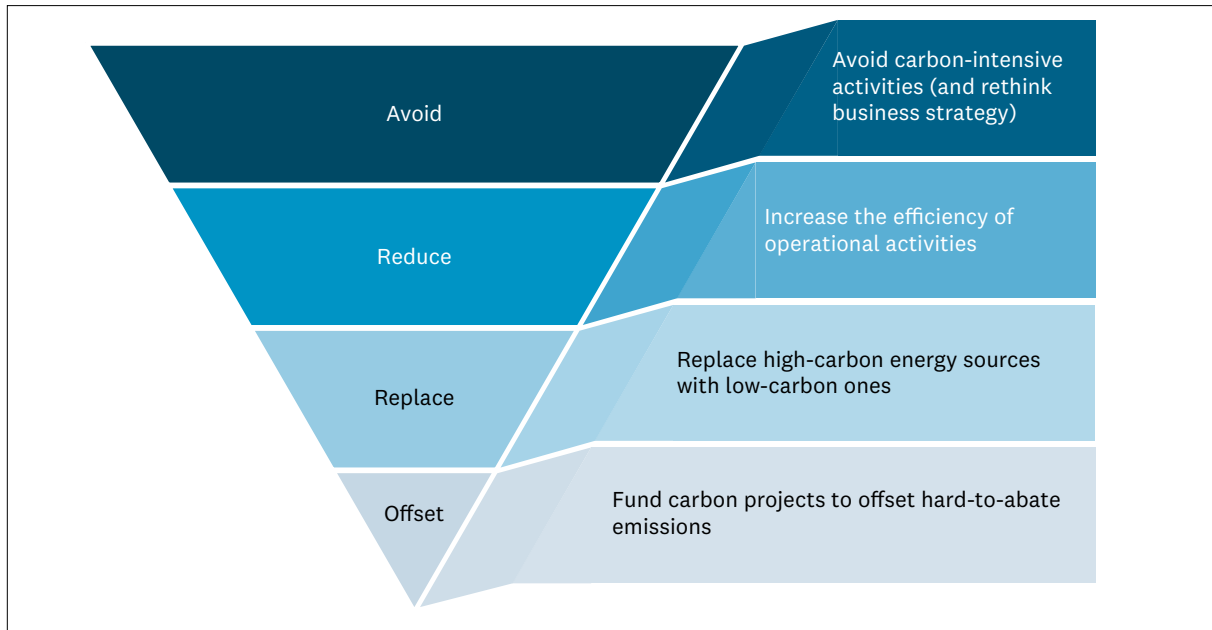 Avoid
Avoid carbon-intensive
activities (and rethink
business strategy)
Reduce
Increase the efficiency of
operational activities
Replace
Replace high-carbon energy sources
with low-carbon ones
Offset
Fund carbon projects to offset hard-to-abate
emissions